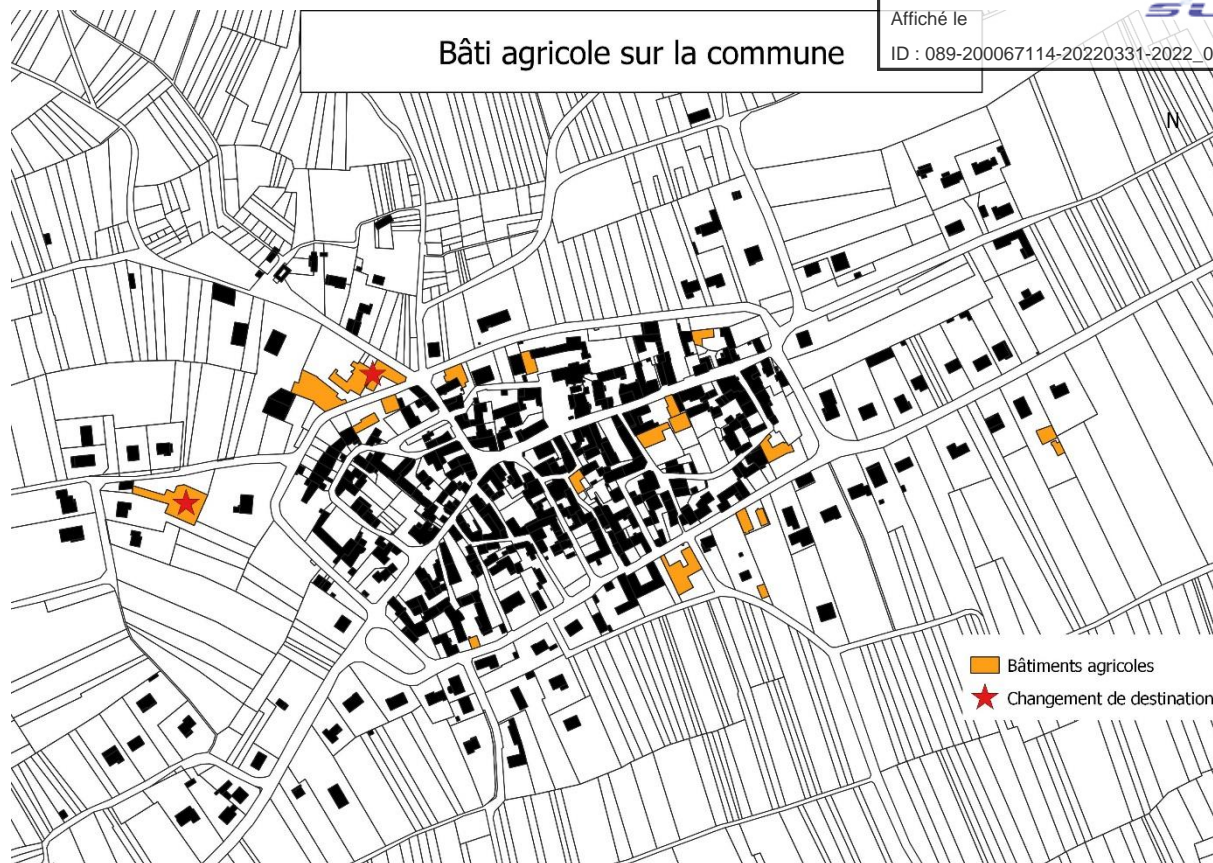 Affiché le
ID : 089-200067114-20220331-2022_0
Bâti agricole sur la commune
N
Bâtiments agricoles
Changement de destination